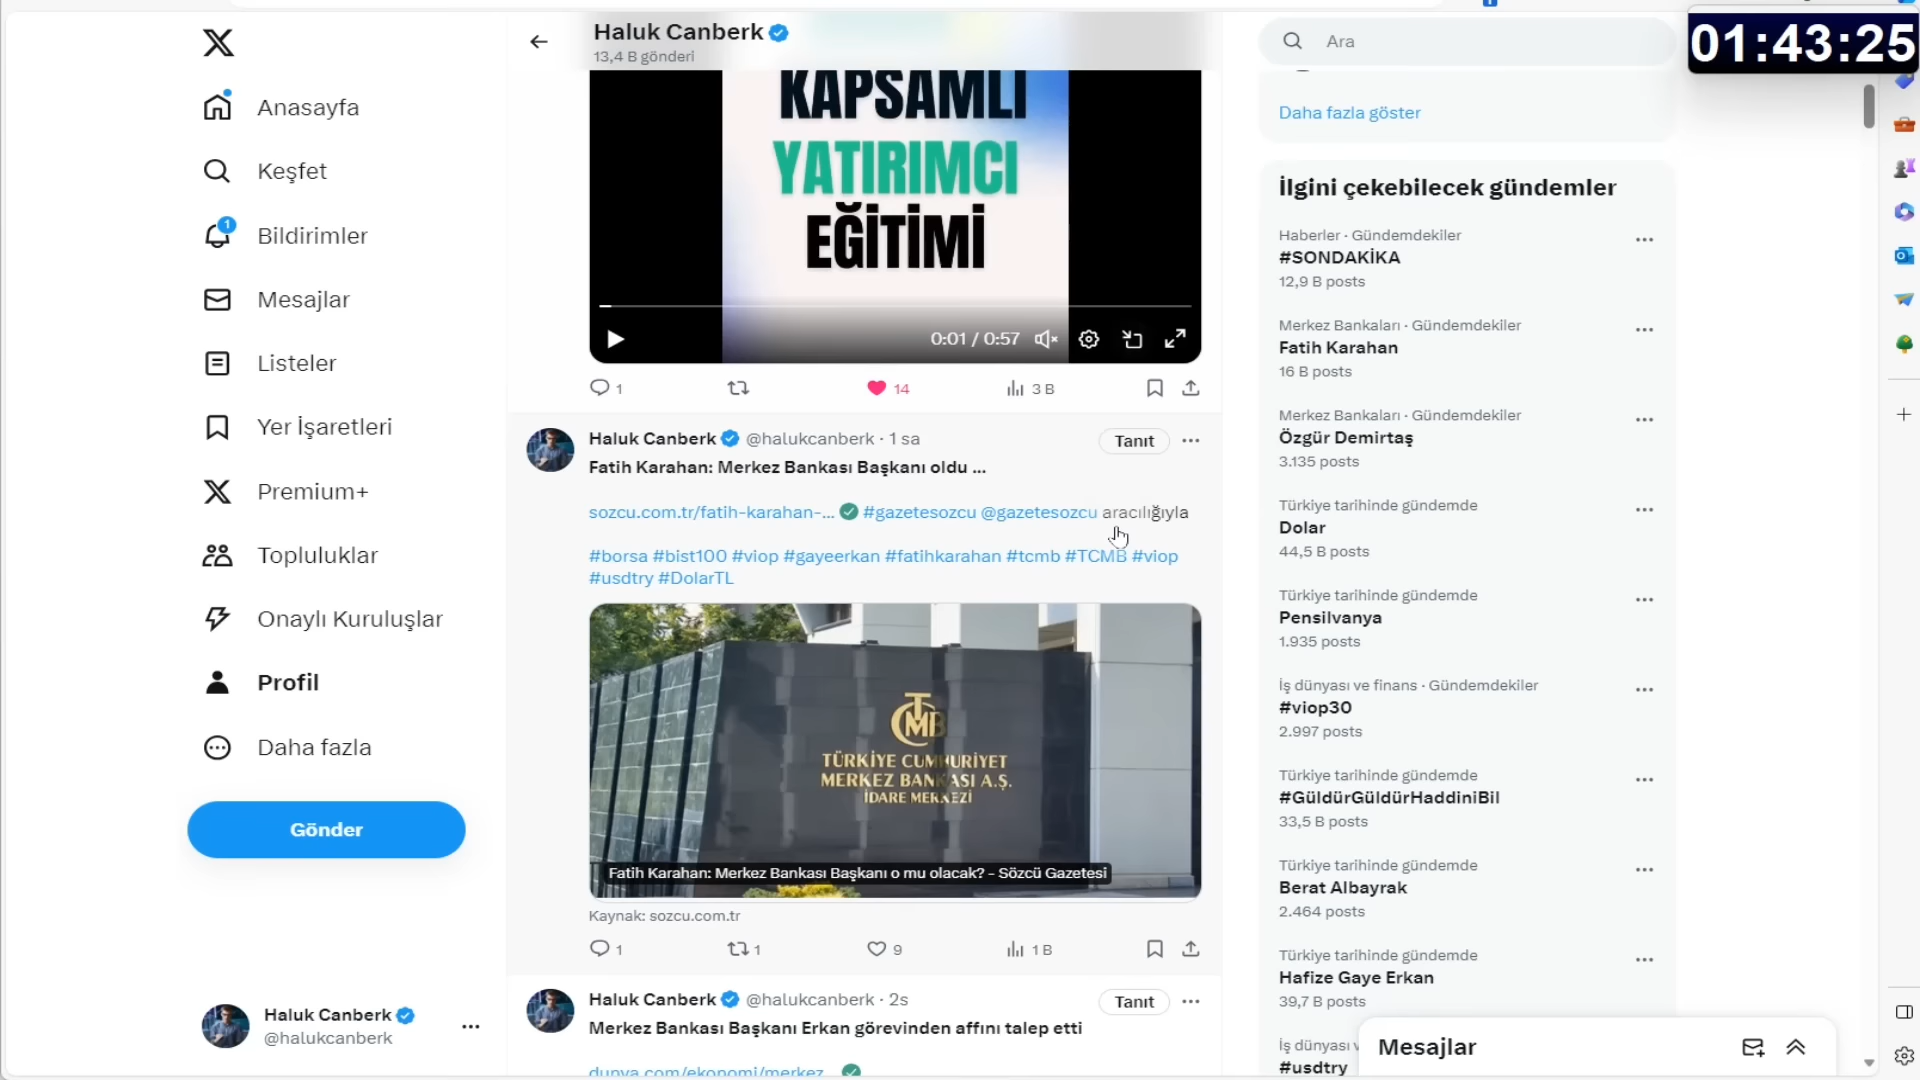 Haluk Canberk
13,4 B gönderi
Ara
01:43:25
Anasayfa
Keşfet
1
Bildirimler
Mesajlar
Listeler
Yer İşaretleri
Premium+
Topluluklar
Onaylı Kuruluşlar
Profil
Daha fazla
Gönder
Haluk Canberk
@halukcanberk
KAPSAMLI
YATIRIMCI
EĞİTİMİ
0:01 / 0:57
1
14
3 B
Haluk Canberk @halukcanberk · 1 sa
Tanıt
Fatih Karahan: Merkez Bankası Başkanı oldu ...
sozcu.com.tr/fatih-karahan-... #gazetesozcu @gazetesozcu aracılığıyla
#borsa #bist100 #viop #gayeerkan #fatihkarahan #tcmb #TCMB #viop
#usdtry #DolarTL
TCMB
TÜRKİYE CUMHURİYET
MERKEZ BANKASI A.Ş.
İDARE MERKEZİ
Fatih Karahan: Merkez Bankası Başkanı o mu olacak? - Sözcü Gazetesi
Kaynak: sozcu.com.tr
1
1
9
1 B
Haluk Canberk @halukcanberk · 2s
Tanıt
Merkez Bankası Başkanı Erkan görevinden affını talep etti
dunya.com/ekonomi/merkez...
Daha fazla göster
İlgini çekebilecek gündemler
Haberler · Gündemdekiler
#SONDAKİKA
12,9 B posts
Merkez Bankaları · Gündemdekiler
Fatih Karahan
16 B posts
Merkez Bankaları · Gündemdekiler
Özgür Demirtaş
3.135 posts
Türkiye tarihinde gündemde
Dolar
44,5 B posts
Türkiye tarihinde gündemde
Pensilvanya
1.935 posts
İş dünyası ve finans · Gündemdekiler
#viop30
2.997 posts
Türkiye tarihinde gündemde
#GüldürGüldürHaddiniBil
33,5 B posts
Türkiye tarihinde gündemde
Berat Albayrak
2.464 posts
Türkiye tarihinde gündemde
Hafize Gaye Erkan
39,7 B posts
İş dünyası
#usdtry
Mesajlar